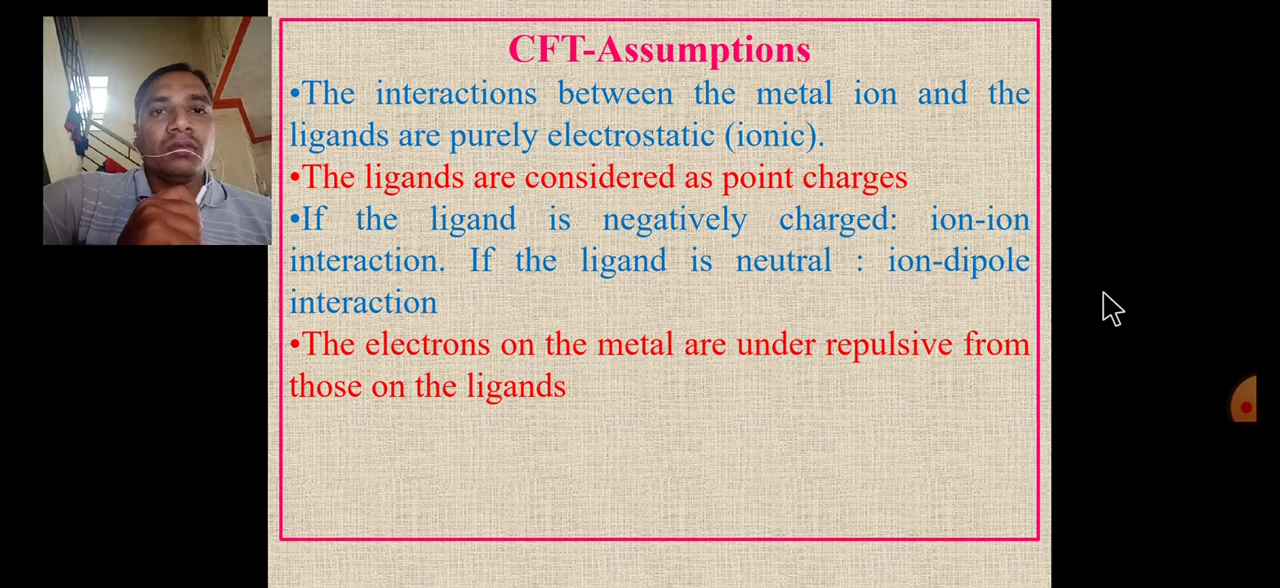 CFT-Assumptions
•The interactions between the metal ion and the
ligands are purely electrostatic (ionic).
•The ligands are considered as point charges
•If the ligand is negatively charged: ion-ion
interaction. If the ligand is neutral : ion-dipole
interaction
•The electrons on the metal are under repulsive from
those on the ligands